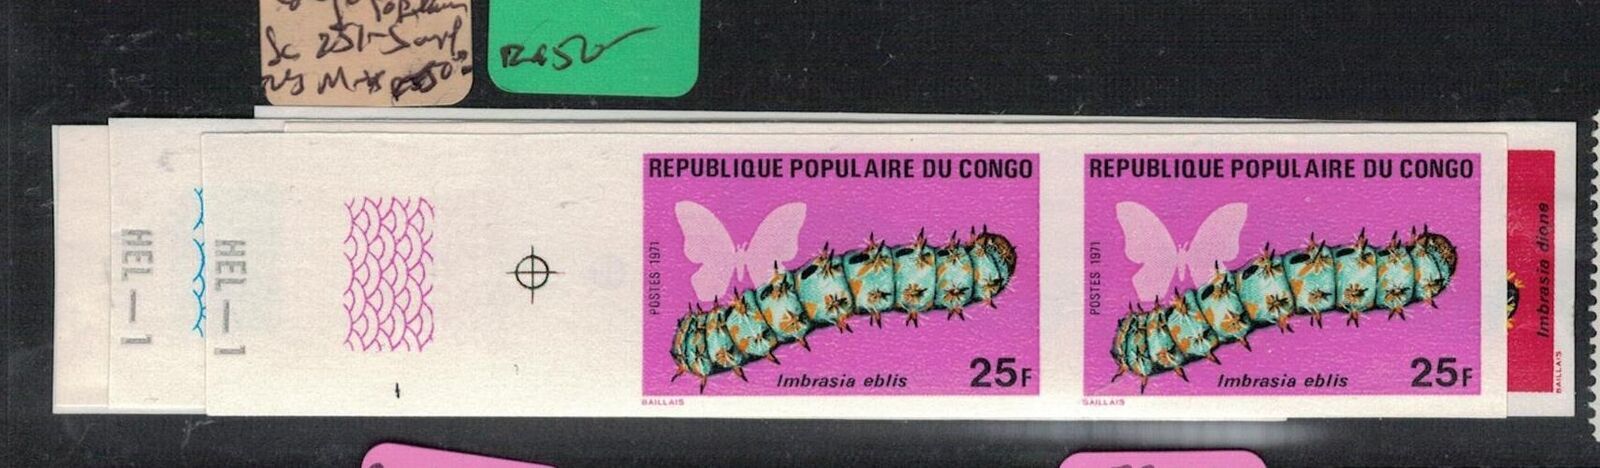 Sc 251-
50
HEL—1
HEL—1
REPUBLIQUE POPULAIRE DU CONGO
POSTES 1971
Imbrasia eblis
25F
BAILLAIS
REPUBLIQUE POPULAIRE DU CONGO
POSTES 1971
Imbrasia eblis
25F
BAILLAIS
Imbrasia dione
BAILLAIS